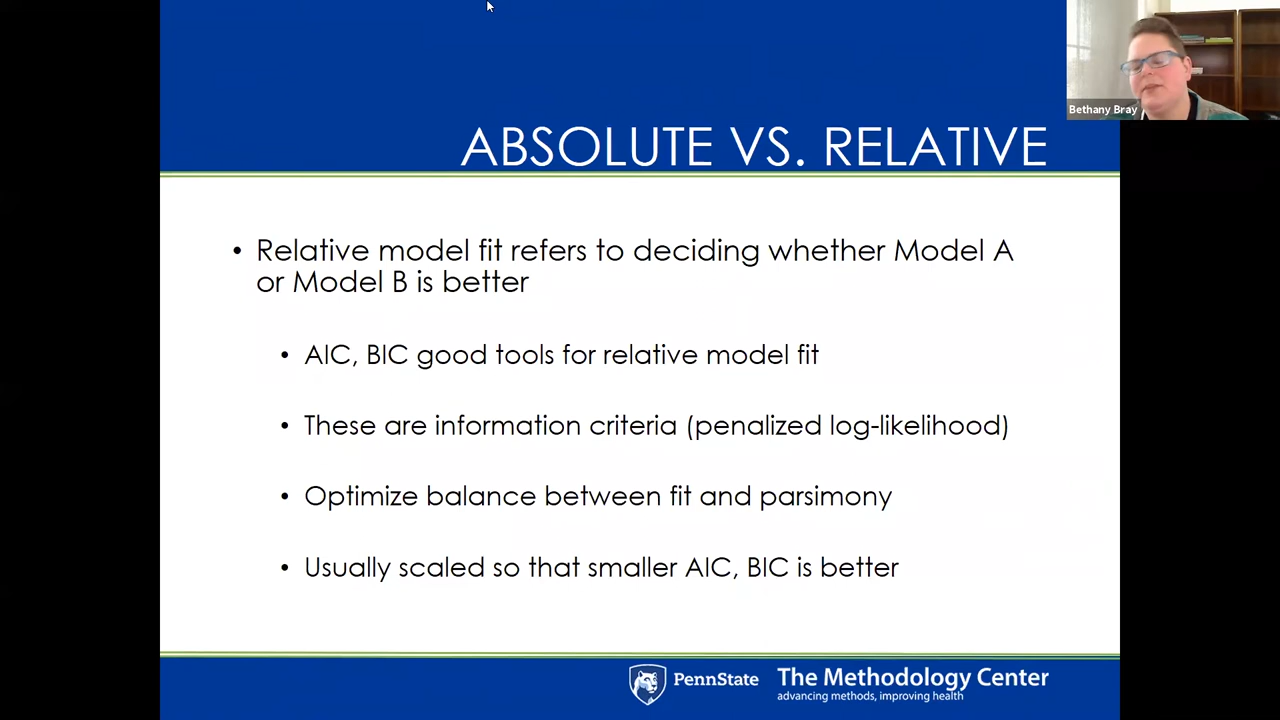 Bethany Bray
ABSOLUTE VS. RELATIVE
• Relative model fit refers to deciding whether Model A
or Model B is better
• AIC, BIC good tools for relative model fit
• These are information criteria (penalized log-likelihood)
• Optimize balance between fit and parsimony
• Usually scaled so that smaller AIC, BIC is better
PennState
The Methodology Center
advancing methods, improving health